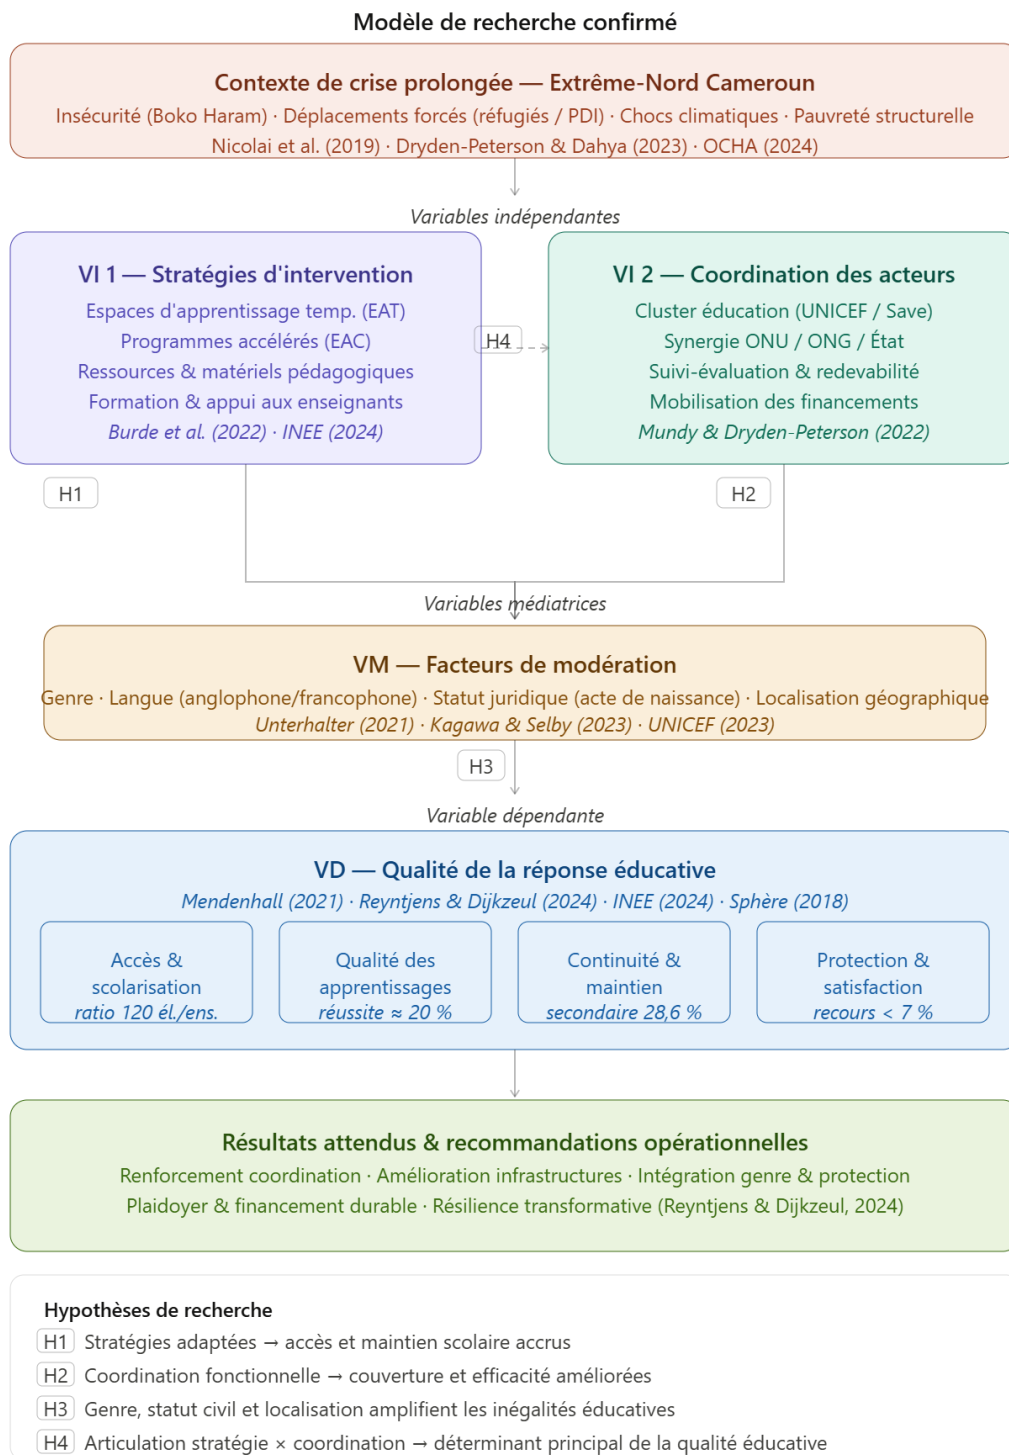 Modèle de recherche confirmé
Contexte de crise prolongée — Extrême-Nord Cameroun
Insécurité (Boko Haram) · Déplacements forcés (réfugiés / PDI) · Chocs climatiques · Pauvreté structurelle
Nicolai et al. (2019) · Dryden-Peterson & Dahya (2023) · OCHA (2024)
Variables indépendantes
VI 1 — Stratégies d'intervention
Espaces d'apprentissage temp. (EAT)
Programmes accélérés (EAC)
Ressources & matériels pédagogiques
Formation & appui aux enseignants
Burde et al. (2022) · INEE (2024)
H4
VI 2 — Coordination des acteurs
Cluster éducation (UNICEF / Save)
Synergie ONU / ONG / État
Suivi-évaluation & redevabilité
Mobilisation des financements
Mundy & Dryden-Peterson (2022)
H1
H2
Variables médiatrices
VM — Facteurs de modération
Genre · Langue (anglophone/francophone) · Statut juridique (acte de naissance) · Localisation géographique
Unterhalter (2021) · Kagawa & Selby (2023) · UNICEF (2023)
H3
Variable dépendante
VD — Qualité de la réponse éducative
Mendenhall (2021) · Reyntjens & Dijkzeul (2024) · INEE (2024) · Sphère (2018)
Accès &
scolarisation
ratio 120 él./ens.
Qualité des
apprentissages
réussite ≈ 20 %
Continuité &
maintien
secondaire 28,6 %
Protection &
satisfaction
recours < 7 %
Résultats attendus & recommandations opérationnelles
Renforcement coordination · Amélioration infrastructures · Intégration genre & protection
Plaidoyer & financement durable · Résilience transformative (Reyntjens & Dijkzeul, 2024)
Hypothèses de recherche
H1 Stratégies adaptées → accès et maintien scolaire accrus
H2 Coordination fonctionnelle → couverture et efficacité améliorées
H3 Genre, statut civil et localisation amplifient les inégalités éducatives
H4 Articulation stratégie × coordination → déterminant principal de la qualité éducative